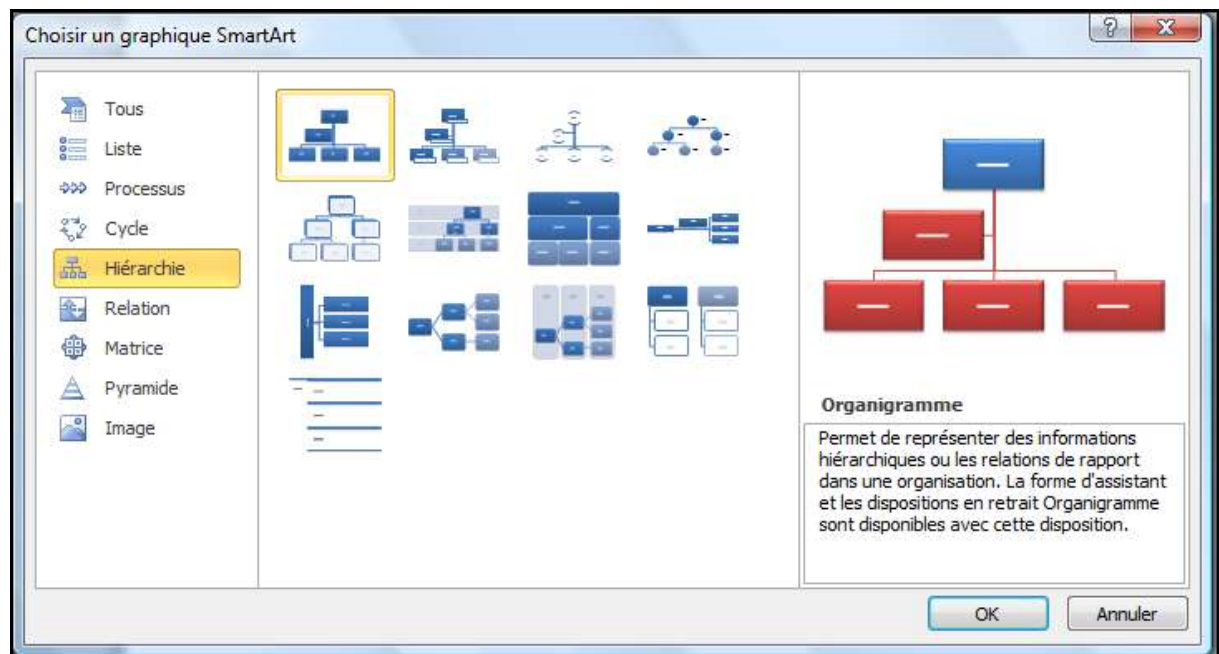 Choisir un graphique SmartArt
Tous
Liste
Processus
Cycle
Hiérarchie
Relation
Matrice
Pyramide
Image
Organigramme
Permet de représenter des informations
hiérarchiques ou les relations de rapport
dans une organisation. La forme d'assistant
et les dispositions en retrait Organigramme
sont disponibles avec cette disposition.
OK
Annuler